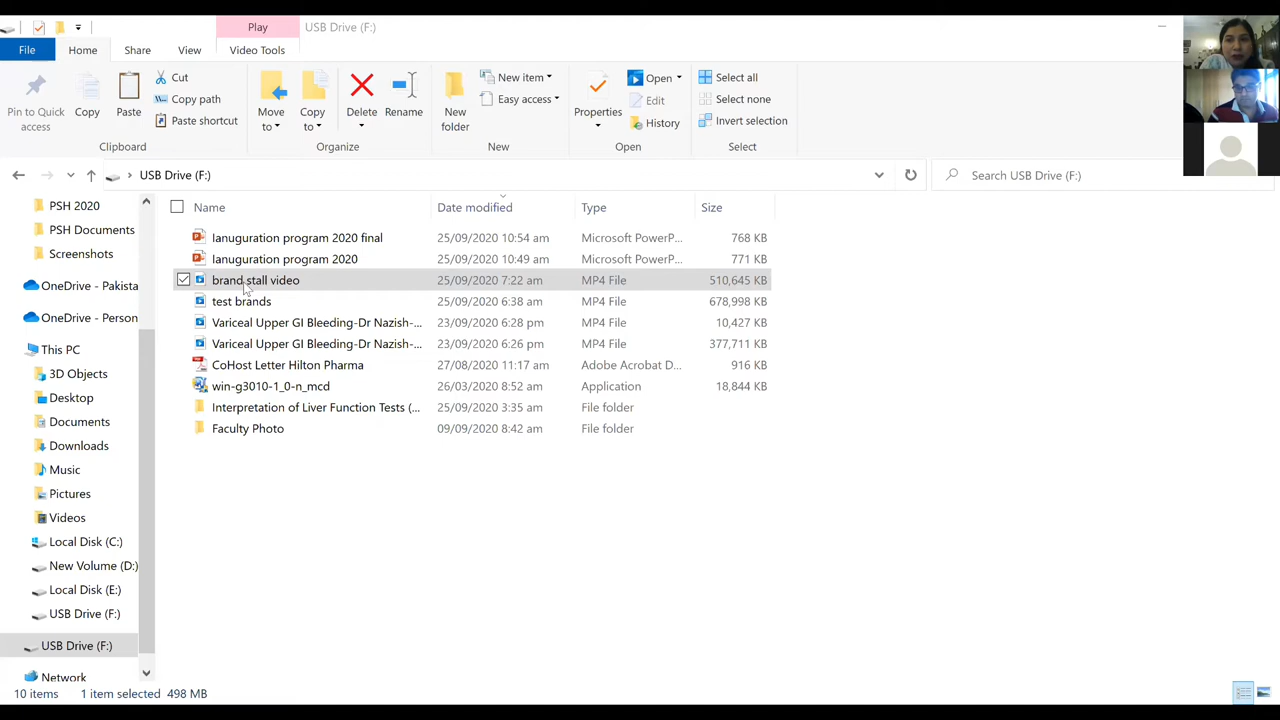 Play
USB Drive (F:)
File
Home
Share
View
Video Tools
Pin to Quick access
Copy
Paste
Cut
Copy path
Paste shortcut
Clipboard
Move to
Copy to
Delete
Rename
Organize
New folder
New item
Easy access
New
Properties
Open
Edit
History
Open
Select all
Select none
Invert selection
Select
USB Drive (F:)
Search USB Drive (F:)
PSH 2020
PSH Documents
Screenshots
OneDrive - Pakista
OneDrive - Person
This PC
3D Objects
Desktop
Documents
Downloads
Music
Pictures
Videos
Local Disk (C:)
New Volume (D:)
Local Disk (E:)
USB Drive (F:)
USB Drive (F:)
Network
Name Date modified Type Size
Ianuguration program 2020 final 25/09/2020 10:54 am Microsoft PowerP... 768 KB
Ianuguration program 2020 25/09/2020 10:49 am Microsoft PowerP... 771 KB
brand stall video 25/09/2020 7:22 am MP4 File 510,645 KB
test brands 25/09/2020 6:38 am MP4 File 678,998 KB
Variceal Upper GI Bleeding-Dr Nazish-... 23/09/2020 6:28 pm MP4 File 10,427 KB
Variceal Upper GI Bleeding-Dr Nazish-... 23/09/2020 6:26 pm MP4 File 377,711 KB
CoHost Letter Hilton Pharma 27/08/2020 11:17 am Adobe Acrobat D... 916 KB
win-g3010-1_0-n_mcd 26/03/2020 8:52 am Application 18,844 KB
Interpretation of Liver Function Tests (... 25/09/2020 3:35 am File folder
Faculty Photo 09/09/2020 8:42 am File folder
10 items 1 item selected 498 MB